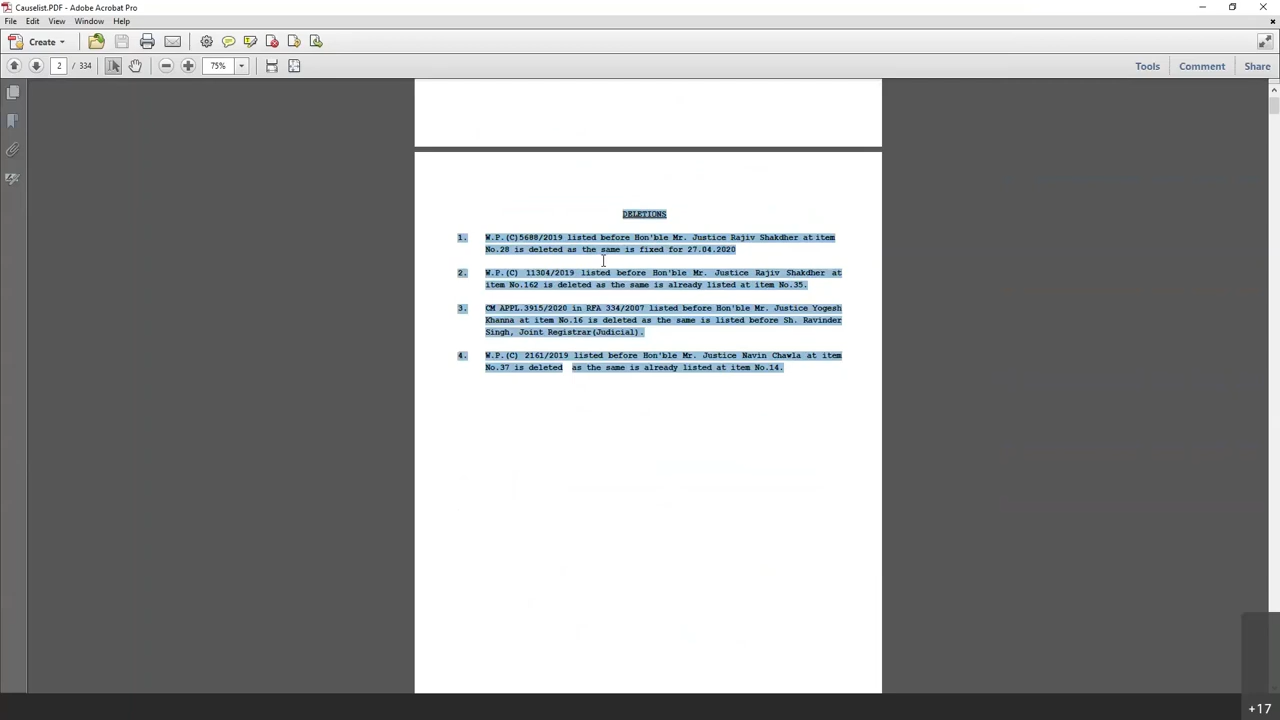 Causelist.PDF - Adobe Acrobat Pro
File Edit View Window Help
Create
2 / 334 75% Tools Comment Share
DELETIONS
1. W.P.(C)5688/2019 listed before Hon'ble Mr. Justice Rajiv Shakdher at item
No.28 is deleted as the same is fixed for 27.04.2020
2. W.P.(C) 11304/2019 listed before Hon'ble Mr. Justice Rajiv Shakdher at
item No.162 is deleted as the same is already listed at item No.35.
3. CM APPL.3915/2020 in RFA 334/2007 listed before Hon'ble Mr. Justice Yogesh
Khanna at item No.16 is deleted as the same is listed before Sh. Ravinder
Singh, Joint Registrar(Judicial).
4. W.P.(C) 2161/2019 listed before Hon'ble Mr. Justice Navin Chawla at item
No.37 is deleted as the same is already listed at item No.14.
+17